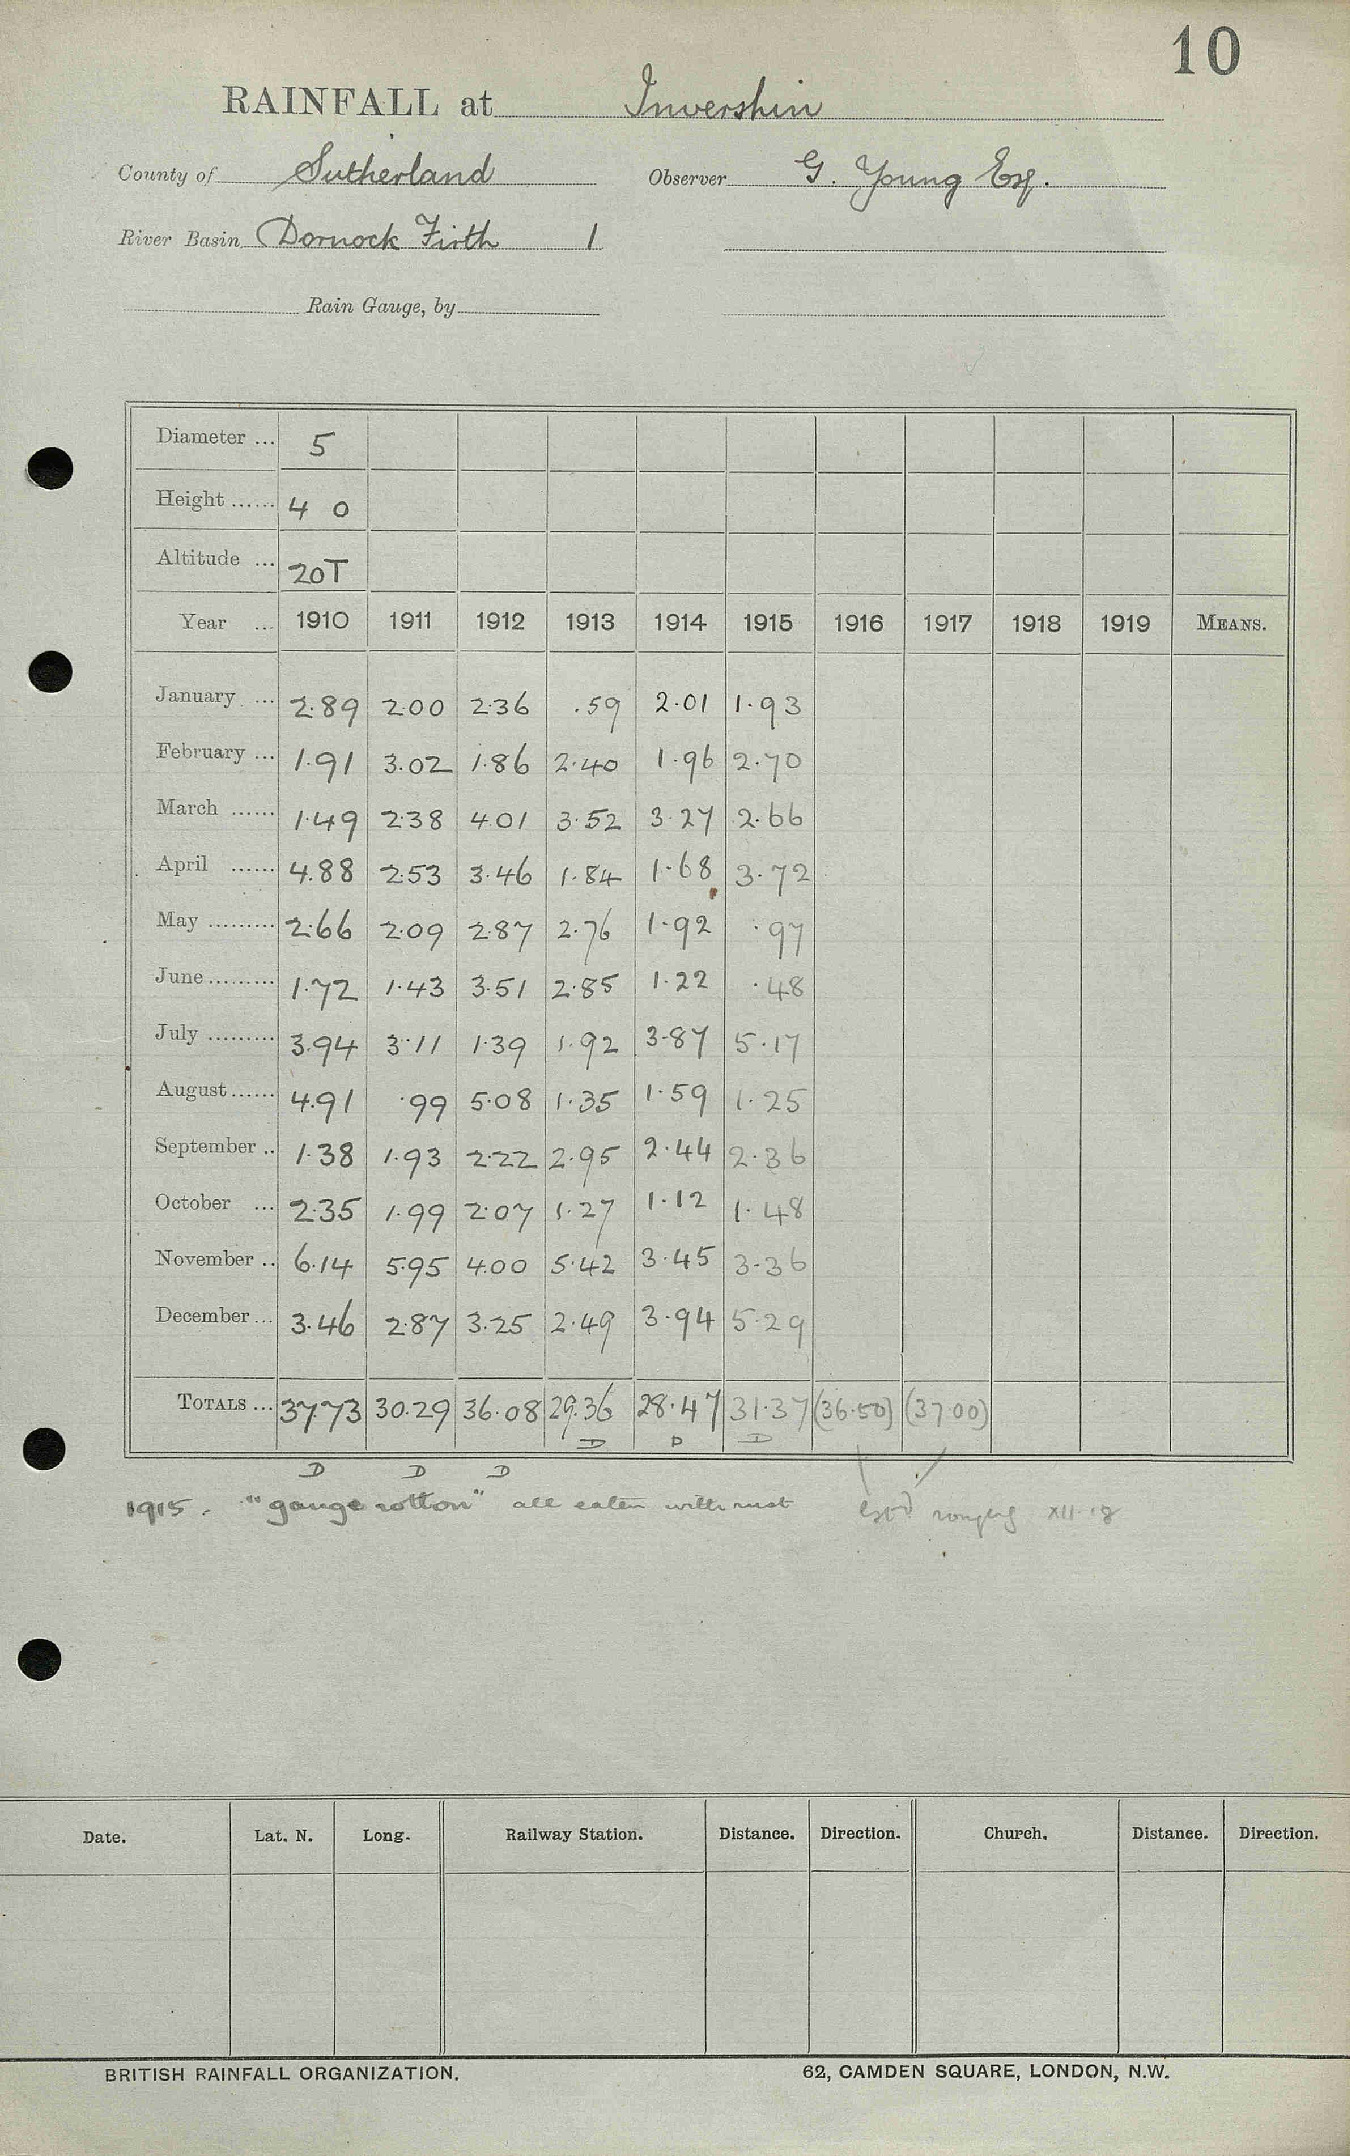 10
RAINFALL at Invershin
County of Sutherland Observer G. Young Esq.
River Basin Dornock Firth 1
Rain Gauge, by
Diameter ... 5
Height ...... 4 0
Altitude ... 20T
Year ... 1910 1911 1912 1913 1914 1915 1916 1917 1918 1919 MEANS.
January ... 2.89 2.00 2.36 .59 2.01 1.93
February ... 1.91 3.02 1.86 2.40 1.96 2.70
March ...... 1.49 2.38 4.01 3.52 3.27 2.66
April ...... 4.88 2.53 3.46 1.84 1.68 3.72
May ......... 2.66 2.09 2.87 2.76 1.92 .97
June ......... 1.72 1.43 3.51 2.85 1.22 .48
July ......... 3.94 3.11 1.39 1.92 3.87 5.17
August ...... 4.91 .99 5.08 1.35 1.59 1.25
September .. 1.38 1.93 2.22 2.95 2.44 2.36
October ... 2.35 1.99 2.07 1.27 1.12 1.48
November .. 6.14 5.95 4.00 5.42 3.45 3.36
December ... 3.46 2.87 3.25 2.49 3.94 5.29
TOTALS ... 37.73 30.29 36.08 29.36 28.47 31.37 (36.50) (37.00)
D D D
D D D
1915. "gauge rotton" all eaten with rust estd roughly XII.18
Date. Lat. N. Long. Railway Station. Distance. Direction. Church. Distance. Direction.
BRITISH RAINFALL ORGANIZATION. 62, CAMDEN SQUARE, LONDON, N.W.